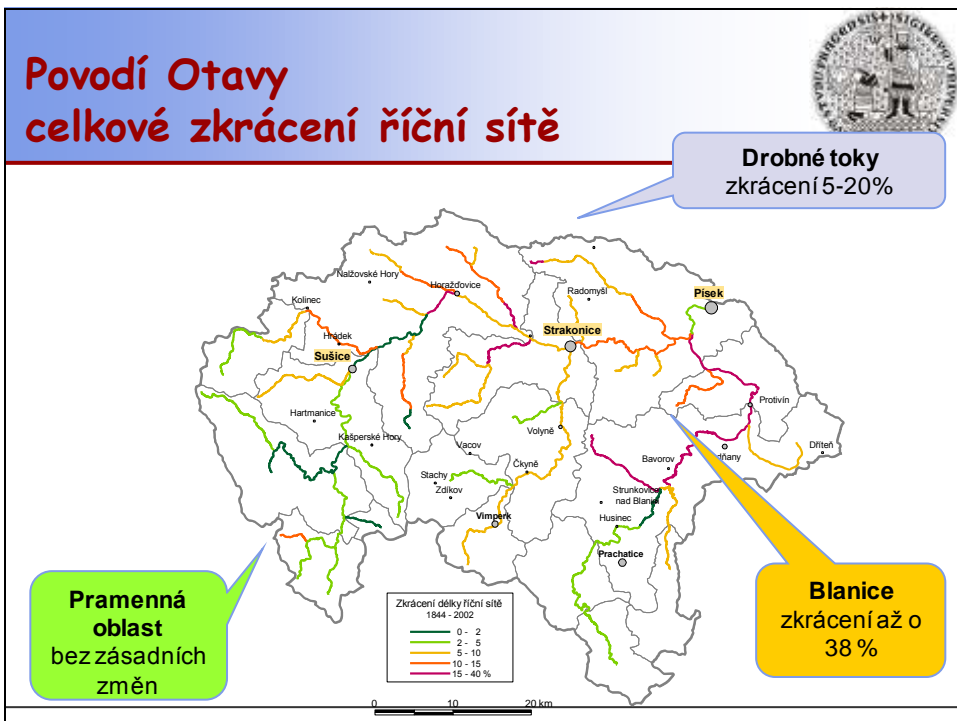 Povodí Otavy
celkové zkrácení říční sítě
Drobné toky
zkrácení 5-20%
Nalžovské Hory
Horažďovice
Radomyšl
Písek
Kolinec
Hrádek
Strakonice
Sušice
Hartmanice
Protivín
Volyně
Kašperské Hory
Vacov
Bavorov
Dříteň
Čkyně
Stachy
Zdíkov
Strunkovice
nad Blanicí
Vimperk
Husinec
Prachatice
Pramenná
oblast
bez zásadních
změn
Zkrácení délky říční sítě
1844 - 2002
0 - 2
2 - 5
5 - 10
10 - 15
15 - 40 %
Blanice
zkrácení až o
38 %
0 10 20 km